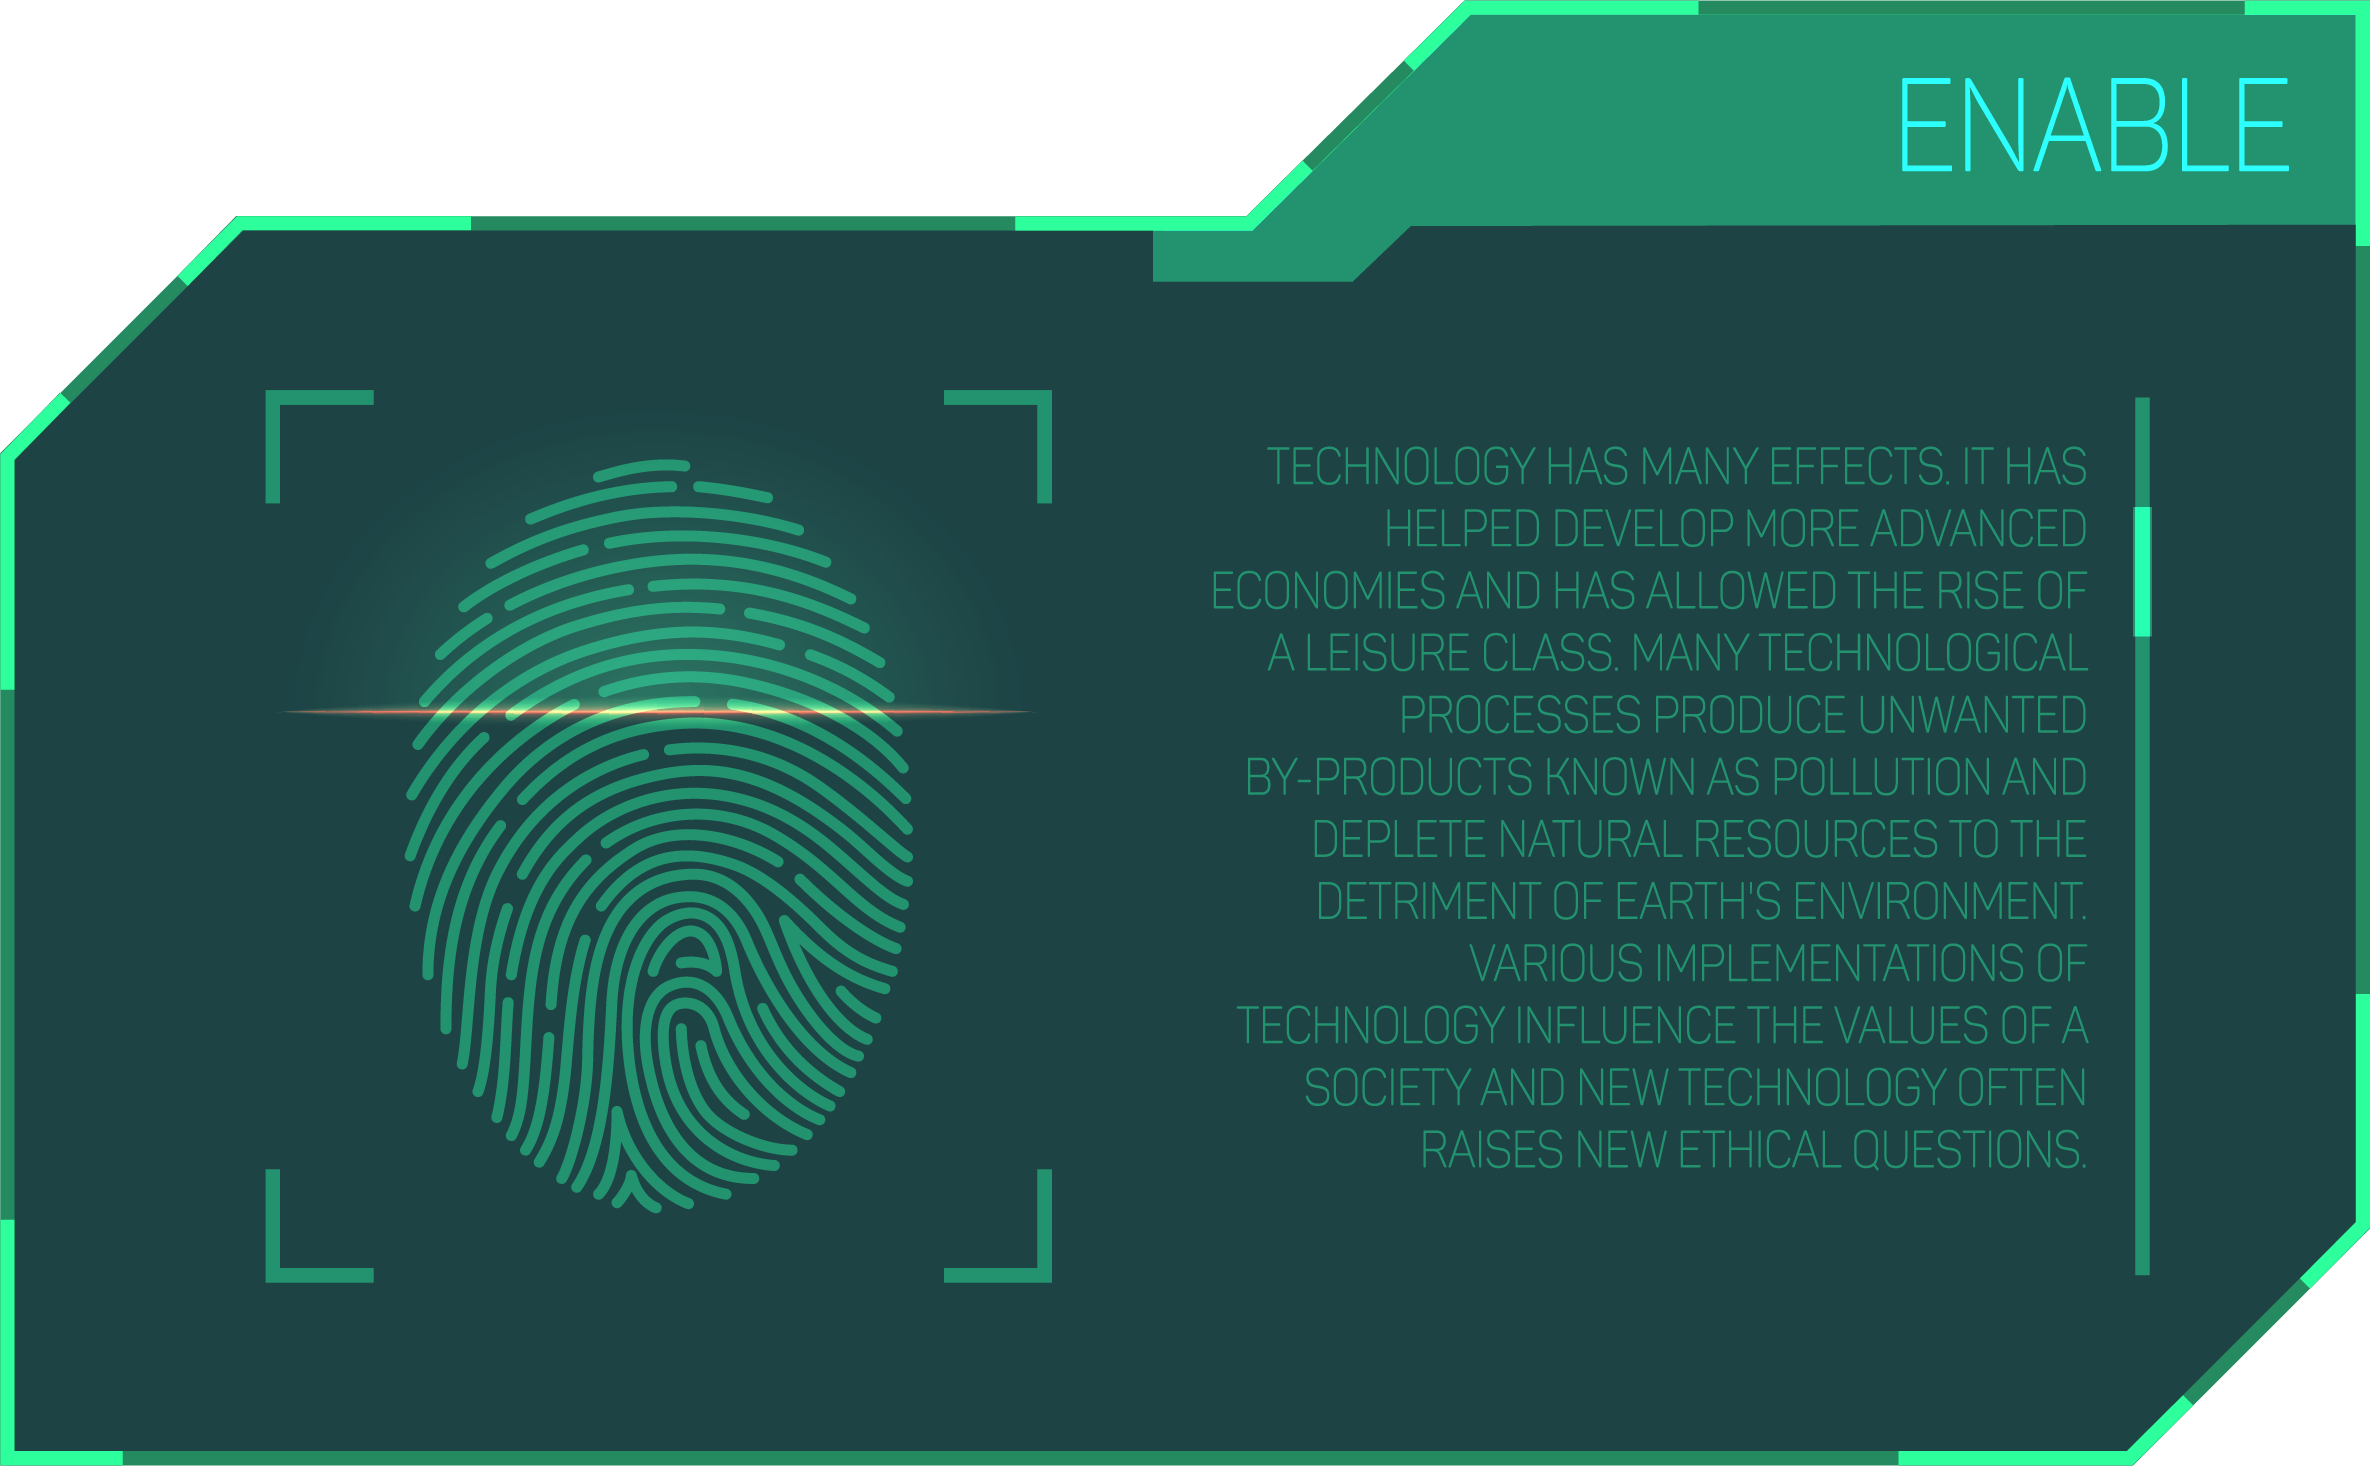 ENABLE
TECHNOLOGY HAS MANY EFFECTS. IT HAS
HELPED DEVELOP MORE ADVANCED
ECONOMIES AND HAS ALLOWED THE RISE OF
A LEISURE CLASS. MANY TECHNOLOGICAL
PROCESSES PRODUCE UNWANTED
BY-PRODUCTS KNOWN AS POLLUTION AND
DEPLETE NATURAL RESOURCES TO THE
DETRIMENT OF EARTH'S ENVIRONMENT.
VARIOUS IMPLEMENTATIONS OF
TECHNOLOGY INFLUENCE THE VALUES OF A
SOCIETY AND NEW TECHNOLOGY OFTEN
RAISES NEW ETHICAL QUESTIONS.